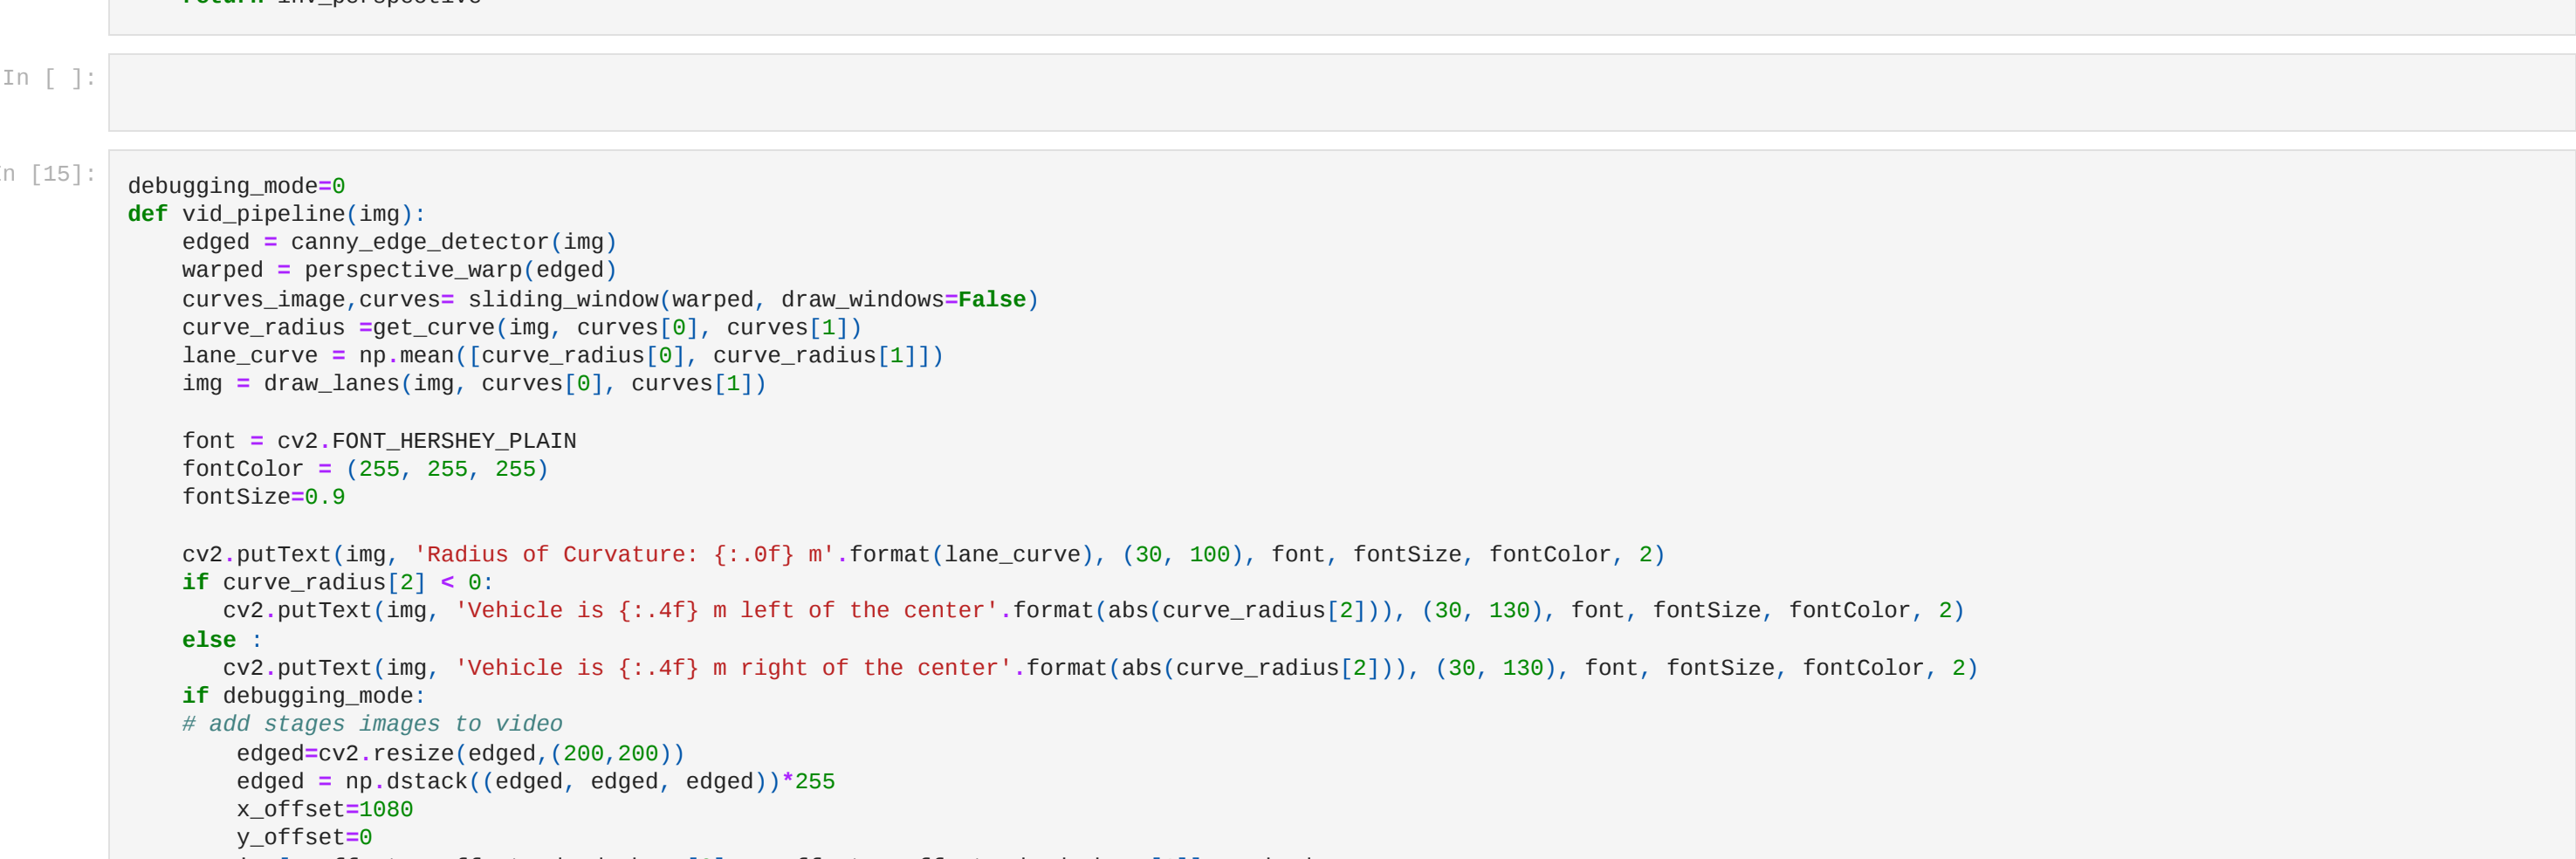 return inv_perspective
In [ ]:
In [15]:
debugging_mode=0
def vid_pipeline(img):
    edged = canny_edge_detector(img)
    warped = perspective_warp(edged)
    curves_image,curves= sliding_window(warped, draw_windows=False)
    curve_radius =get_curve(img, curves[0], curves[1])
    lane_curve = np.mean([curve_radius[0], curve_radius[1]])
    img = draw_lanes(img, curves[0], curves[1])
    font = cv2.FONT_HERSHEY_PLAIN
    fontColor = (255, 255, 255)
    fontSize=0.9
    cv2.putText(img, 'Radius of Curvature: {:.0f} m'.format(lane_curve), (30, 100), font, fontSize, fontColor, 2)
    if curve_radius[2] < 0:
       cv2.putText(img, 'Vehicle is {:.4f} m left of the center'.format(abs(curve_radius[2])), (30, 130), font, fontSize, fontColor, 2)
    else :
       cv2.putText(img, 'Vehicle is {:.4f} m right of the center'.format(abs(curve_radius[2])), (30, 130), font, fontSize, fontColor, 2)
    if debugging_mode:
    # add stages images to video
        edged=cv2.resize(edged,(200,200))
        edged = np.dstack((edged, edged, edged))*255
        x_offset=1080
        y_offset=0